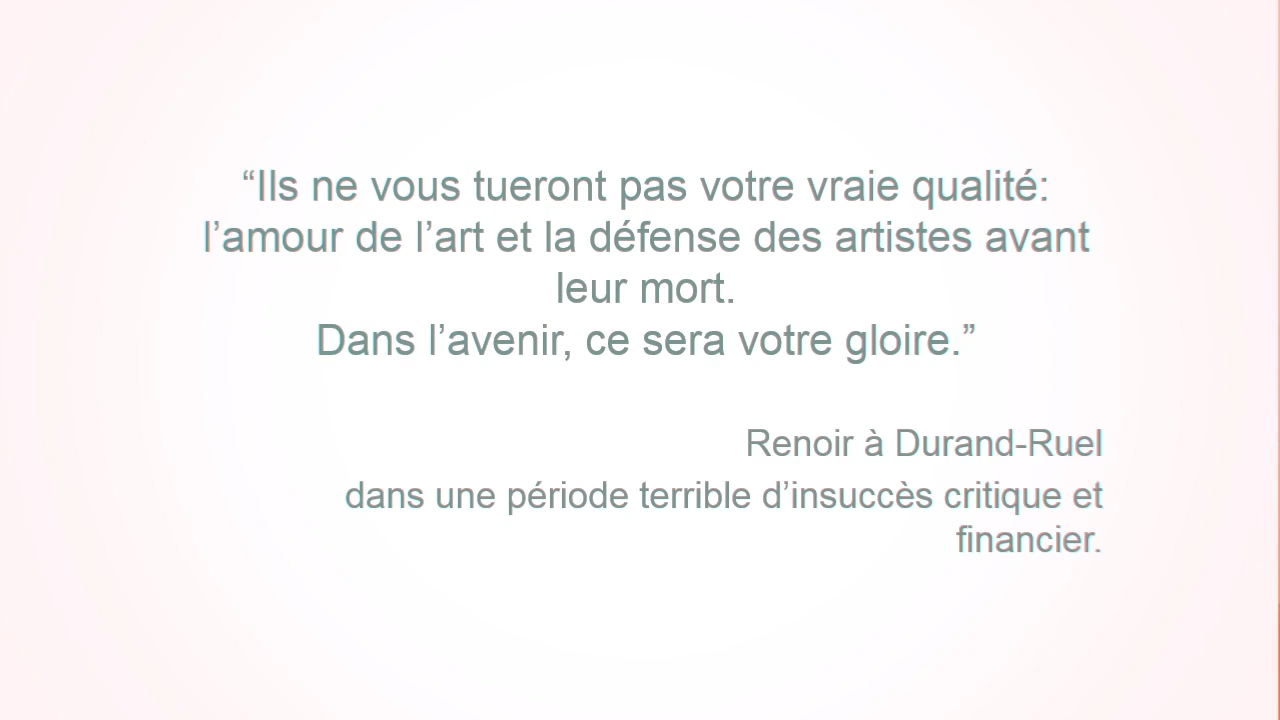 “Ils ne vous tueront pas votre vraie qualité:
l’amour de l’art et la défense des artistes avant
leur mort.
Dans l’avenir, ce sera votre gloire.”
Renoir à Durand-Ruel
dans une période terrible d’insuccès critique et
financier.